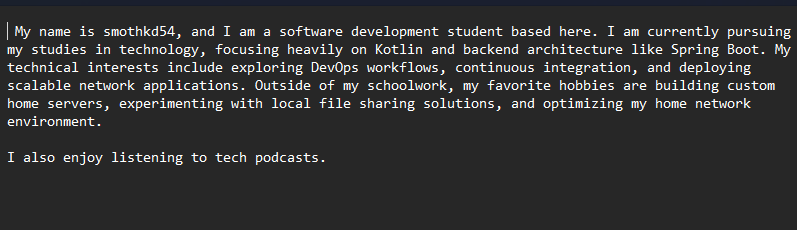 My name is smothkd54, and I am a software development student based here. I am currently pursuing
my studies in technology, focusing heavily on Kotlin and backend architecture like Spring Boot. My
technical interests include exploring DevOps workflows, continuous integration, and deploying
scalable network applications. Outside of my schoolwork, my favorite hobbies are building custom
home servers, experimenting with local file sharing solutions, and optimizing my home network
environment.

I also enjoy listening to tech podcasts.